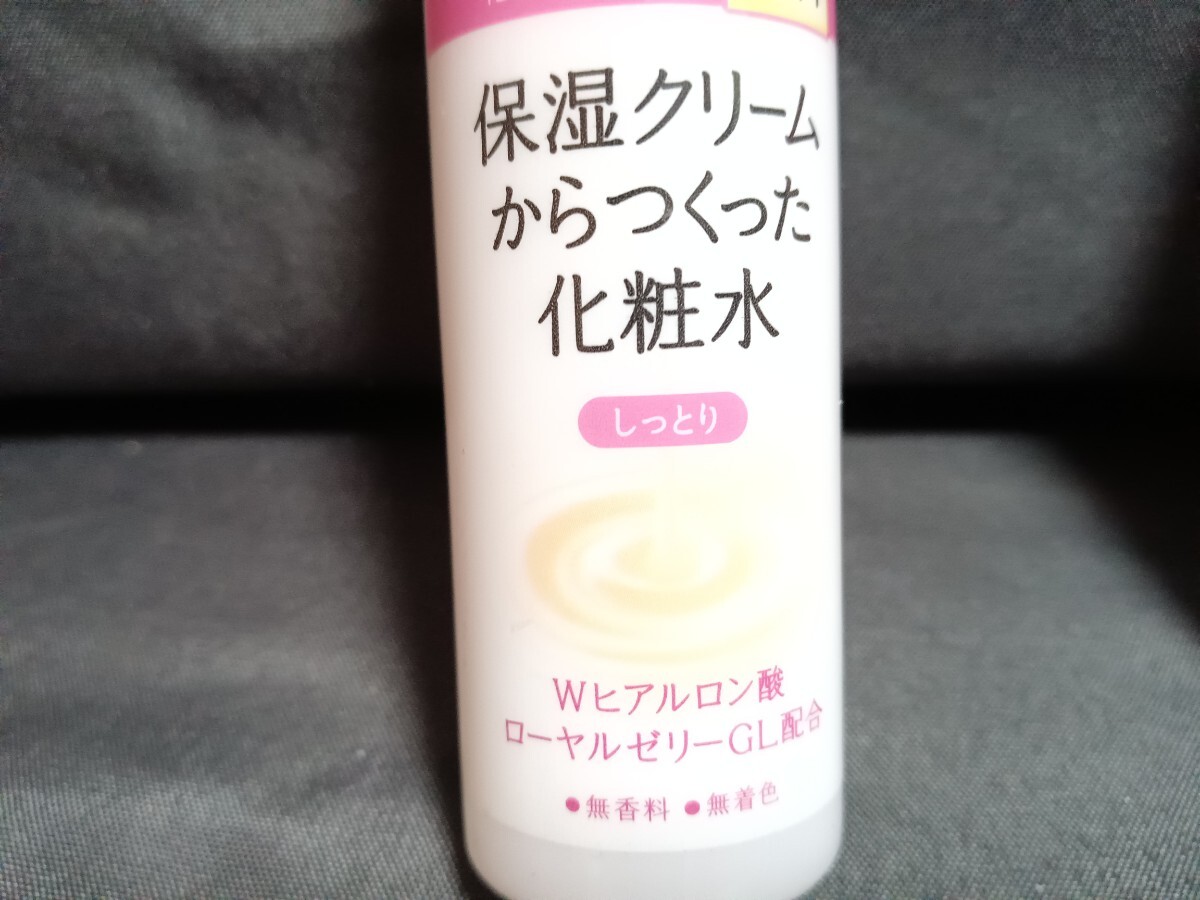 保湿クリーム
からつくった
化粧水
しっとり
Wヒアルロン酸
ローヤルゼリーGL配合
●無香料 ●無着色